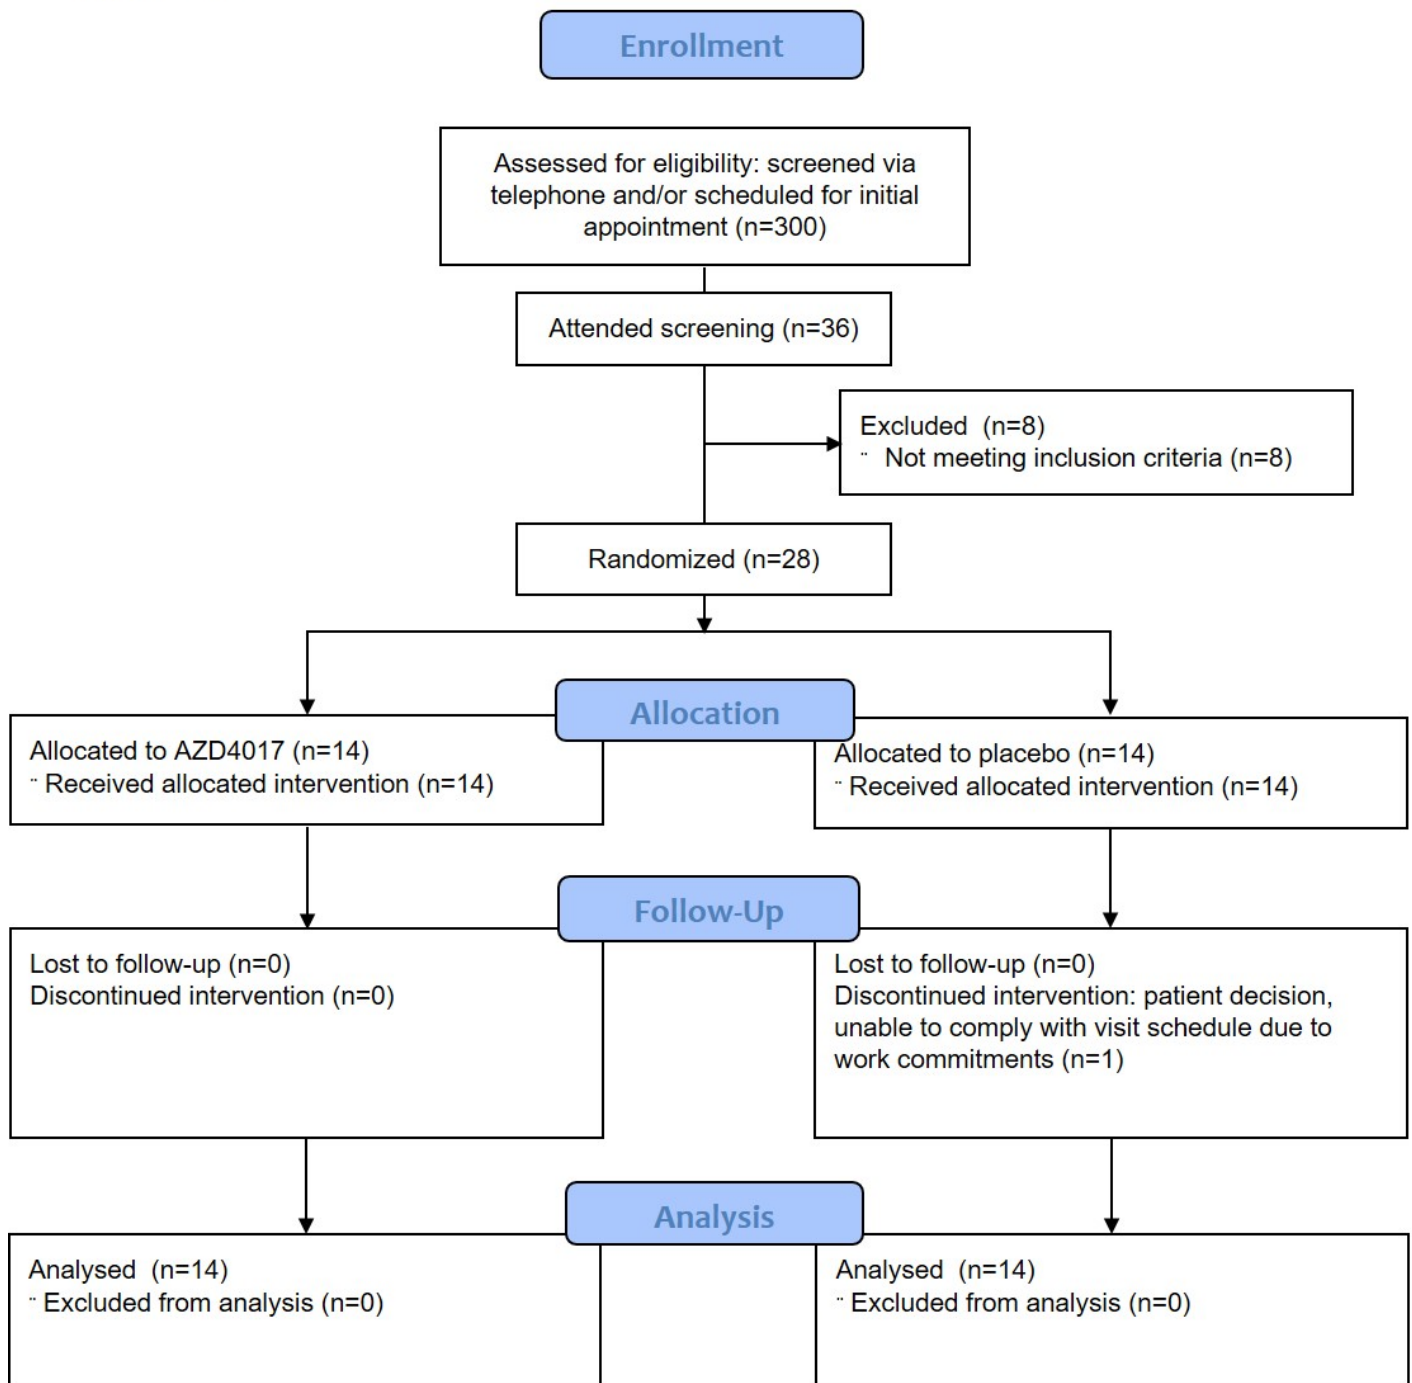 Enrollment
Assessed for eligibility: screened via
telephone and/or scheduled for initial
appointment (n=300)
Attended screening (n=36)
Excluded  (n=8)
¨  Not meeting inclusion criteria (n=8)
Randomized (n=28)
Allocation
Allocated to AZD4017 (n=14)
¨ Received allocated intervention (n=14)
Allocated to placebo (n=14)
¨ Received allocated intervention (n=14)
Follow-Up
Lost to follow-up (n=0)
Discontinued intervention (n=0)
Lost to follow-up (n=0)
Discontinued intervention: patient decision,
unable to comply with visit schedule due to
work commitments (n=1)
Analysis
Analysed  (n=14)
¨ Excluded from analysis (n=0)
Analysed  (n=14)
¨ Excluded from analysis (n=0)